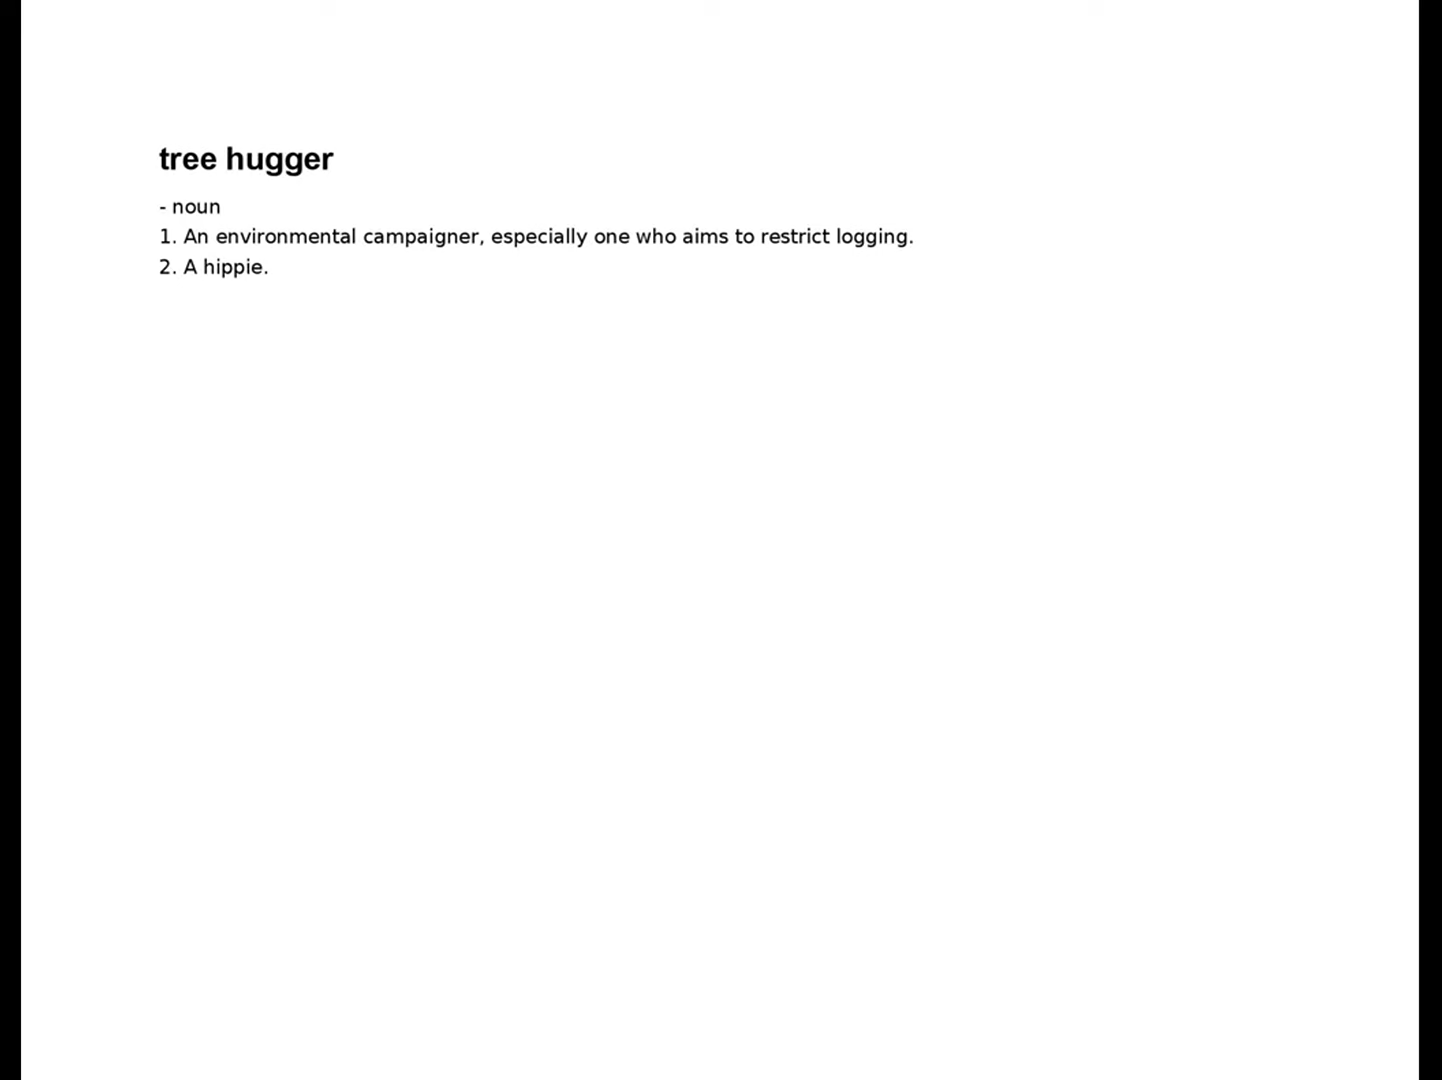 tree hugger
- noun
1. An environmental campaigner, especially one who aims to restrict logging.
2. A hippie.